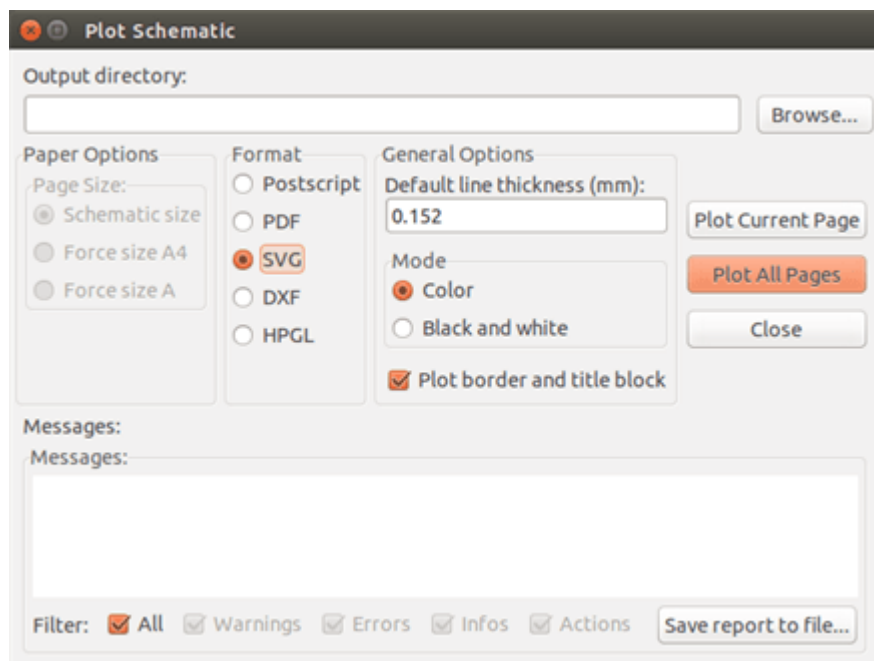 Plot Schematic
Output directory:
Browse...
Paper Options
Page Size:
Schematic size
Force size A4
Force size A
Format
Postscript
PDF
SVG
DXF
HPGL
General Options
Default line thickness (mm):
0.152
Mode
Color
Black and white
Plot border and title block
Plot Current Page
Plot All Pages
Close
Messages:
Messages:
Filter: All Warnings Errors Infos Actions Save report to file...